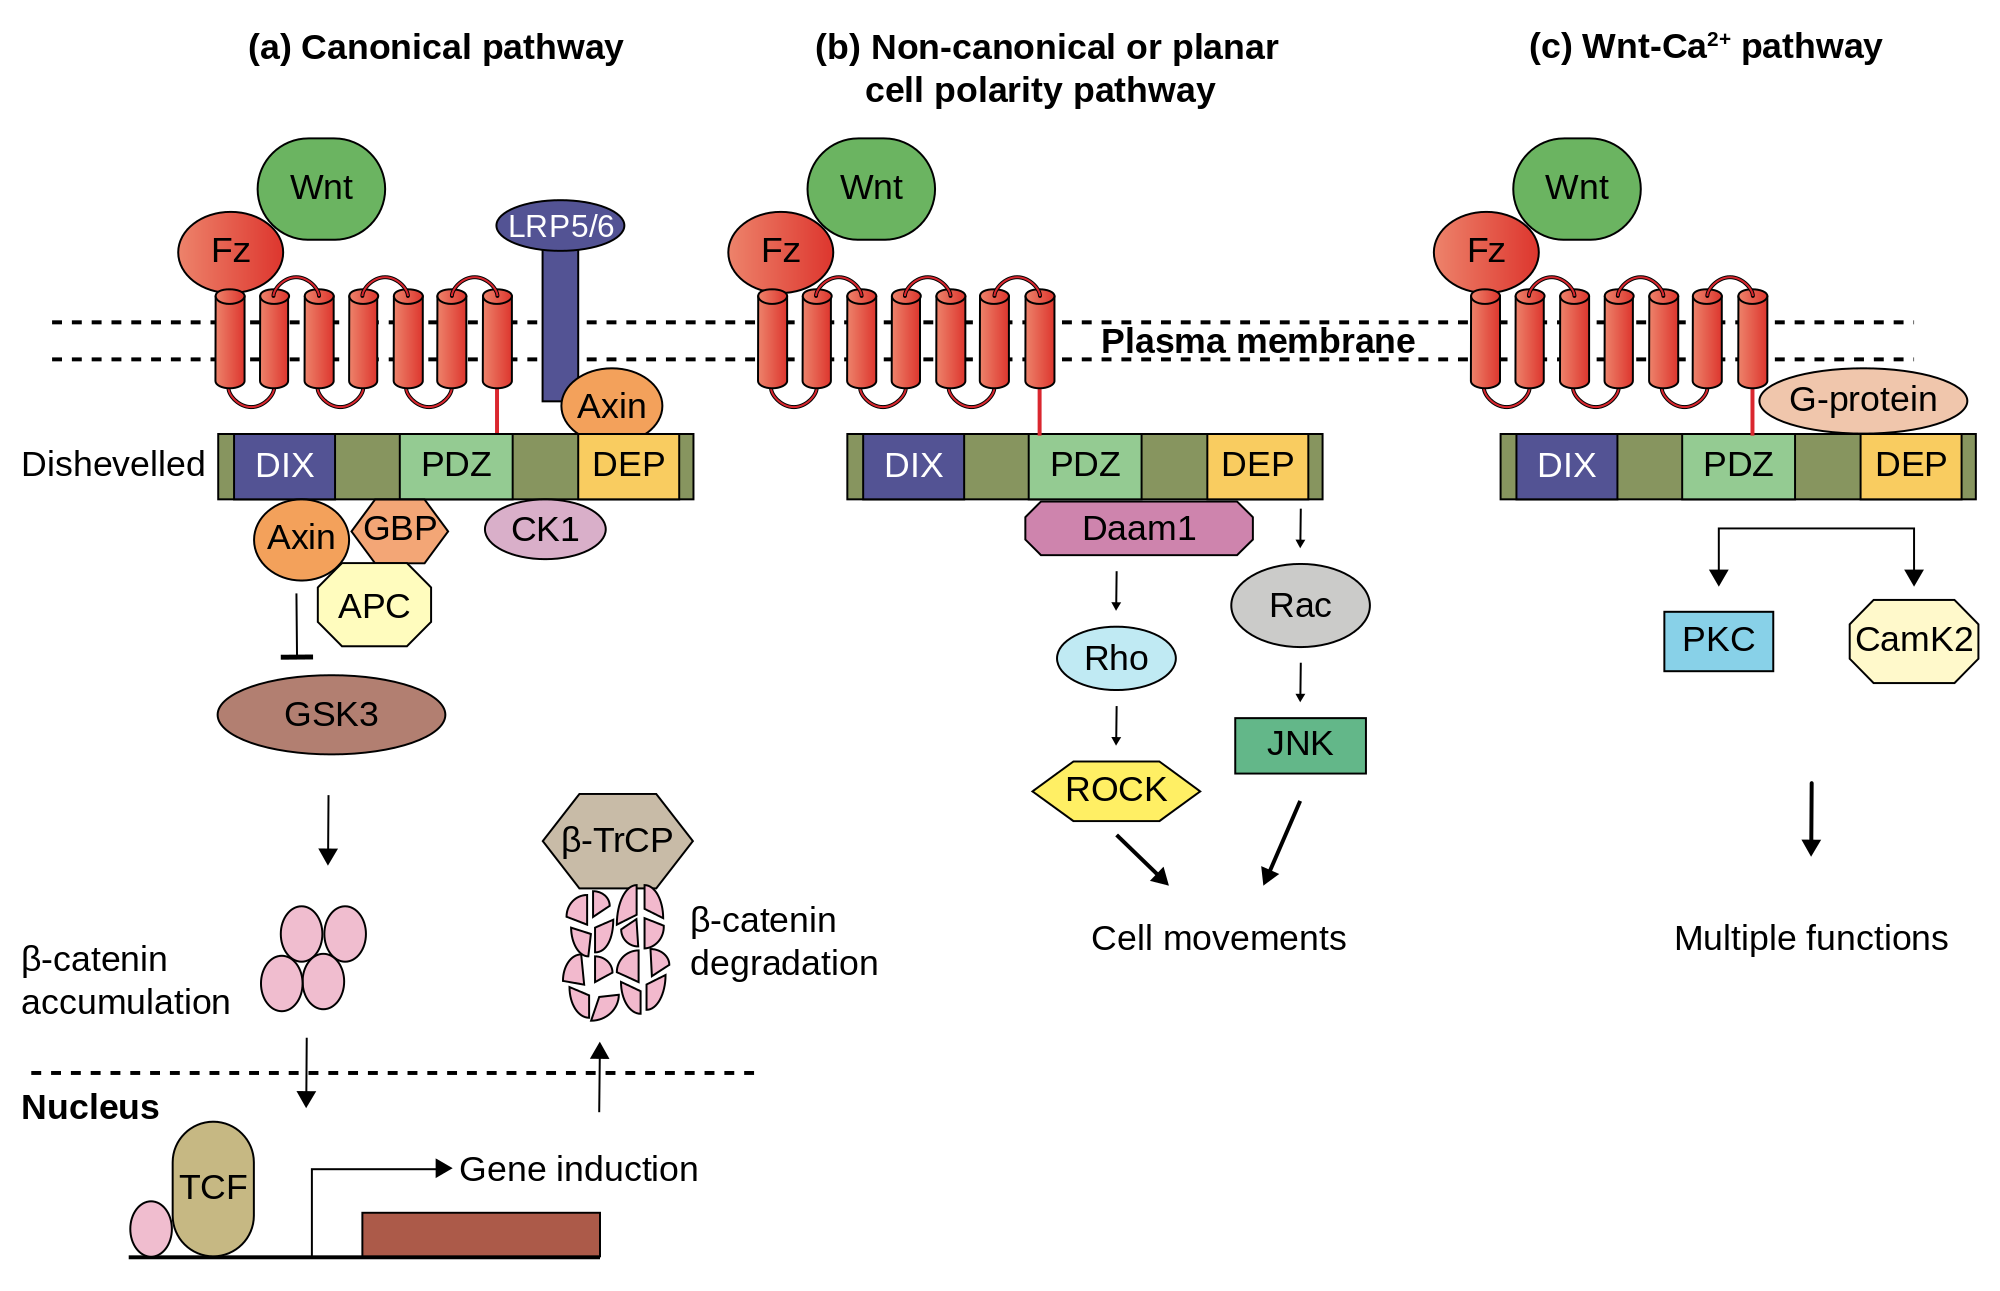 (a) Canonical pathway
(b) Non-canonical or planar
cell polarity pathway
(c) Wnt-Ca²⁺ pathway
Wnt
Fz
LRP5/6
Axin
Dishevelled
DIX
PDZ
DEP
Axin
GBP
CK1
APC
GSK3
β-TrCP
β-catenin
degradation
β-catenin
accumulation
Nucleus
TCF
Gene induction
Wnt
Fz
Plasma membrane
DIX
PDZ
DEP
Daam1
Rac
Rho
JNK
ROCK
Cell movements
Wnt
Fz
G-protein
DIX
PDZ
DEP
PKC
CamK2
Multiple functions